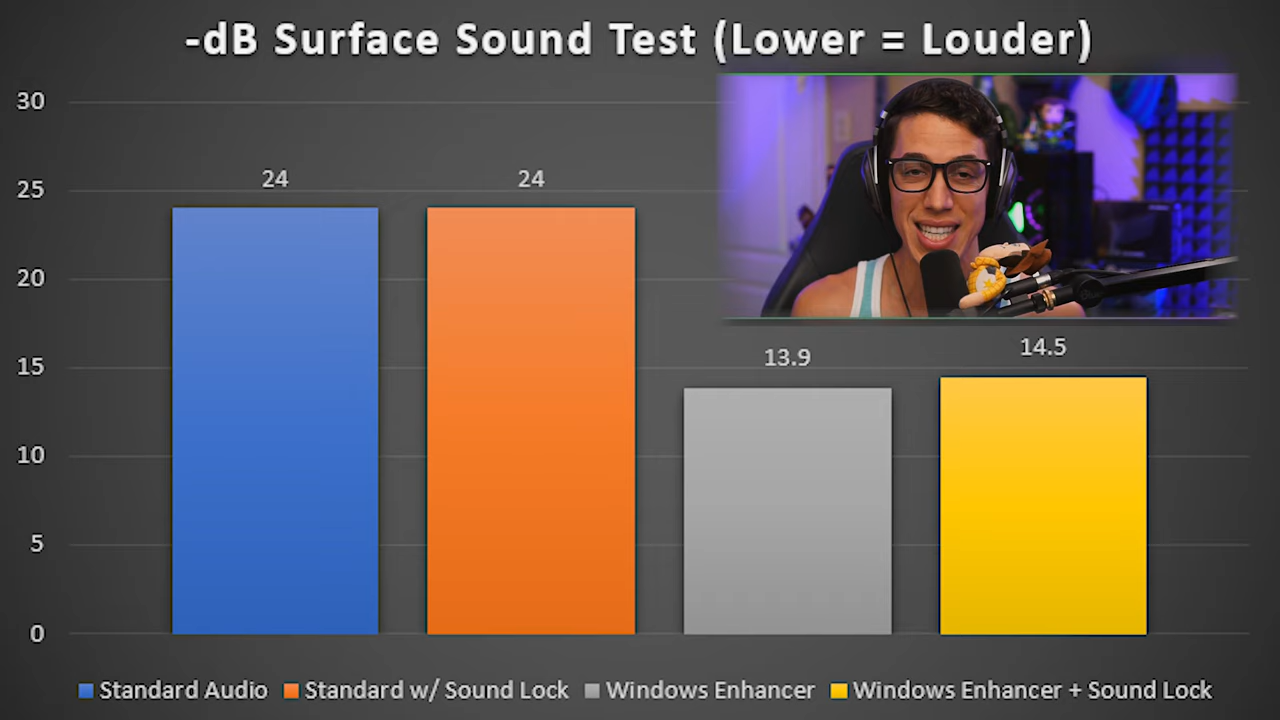 -dB Surface Sound Test (Lower = Louder)
30
25
20
15
10
5
0
24
24
13.9
14.5
Standard Audio
Standard w/ Sound Lock
Windows Enhancer
Windows Enhancer + Sound Lock